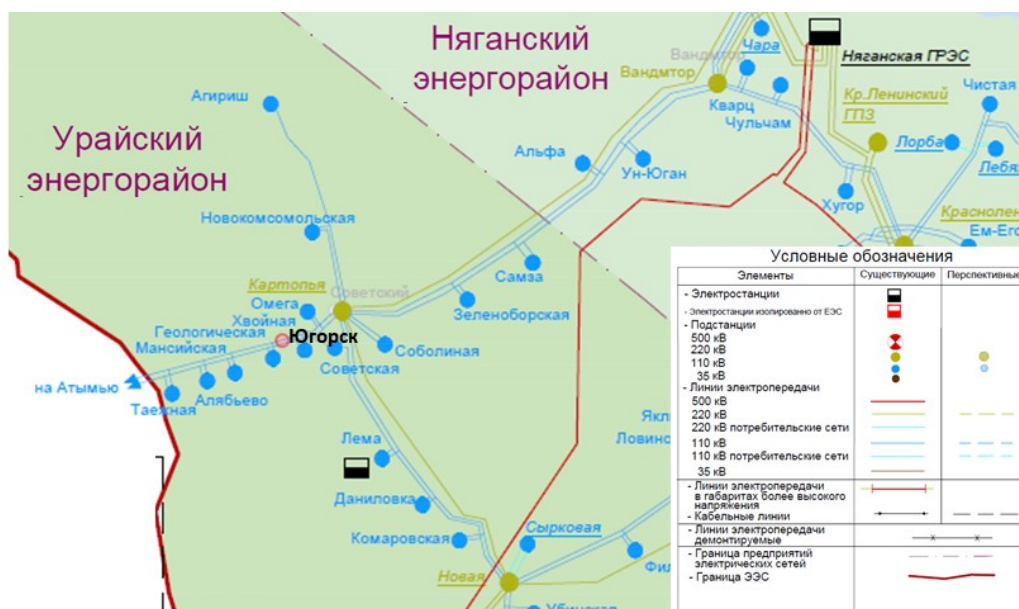 Няганский
энергорайон
Урайский
энергорайон
Агириш
Новокомсомольская
Картопья
Советский
Омега
Хвойная
Югорск
Геологическая
Мансийская
на Атымью
Таежная
Алябьево
Советская
Соболиная
Зеленоборская
Самза
Альфа
Ун-Юган
Вандмтор
Вандмтор
Чара
Кварц
Чульчам
Няганская ГРЭС
Кр.Ленинский
ГПЗ
Чистая
Лорба
Хугор
Ем-Его
Лема
Даниловка
Комаровская
Новая
Сырковая
Убинская
Условные обозначения
Элементы Существующие Перспективные
- Электростанции
- Электростанции изолированно от ЕЭС
- Подстанции
500 кВ
220 кВ
110 кВ
35 кВ
- Линии электропередачи
500 кВ
220 кВ
220 кВ потребительские сети
110 кВ
110 кВ потребительские сети
35 кВ
- Линии электропередачи
в габаритах более высокого
напряжения
- Кабельные линии
- Линии электропередачи
демонтируемые
- Граница предприятий
электрических сетей
- Граница ЭЭС